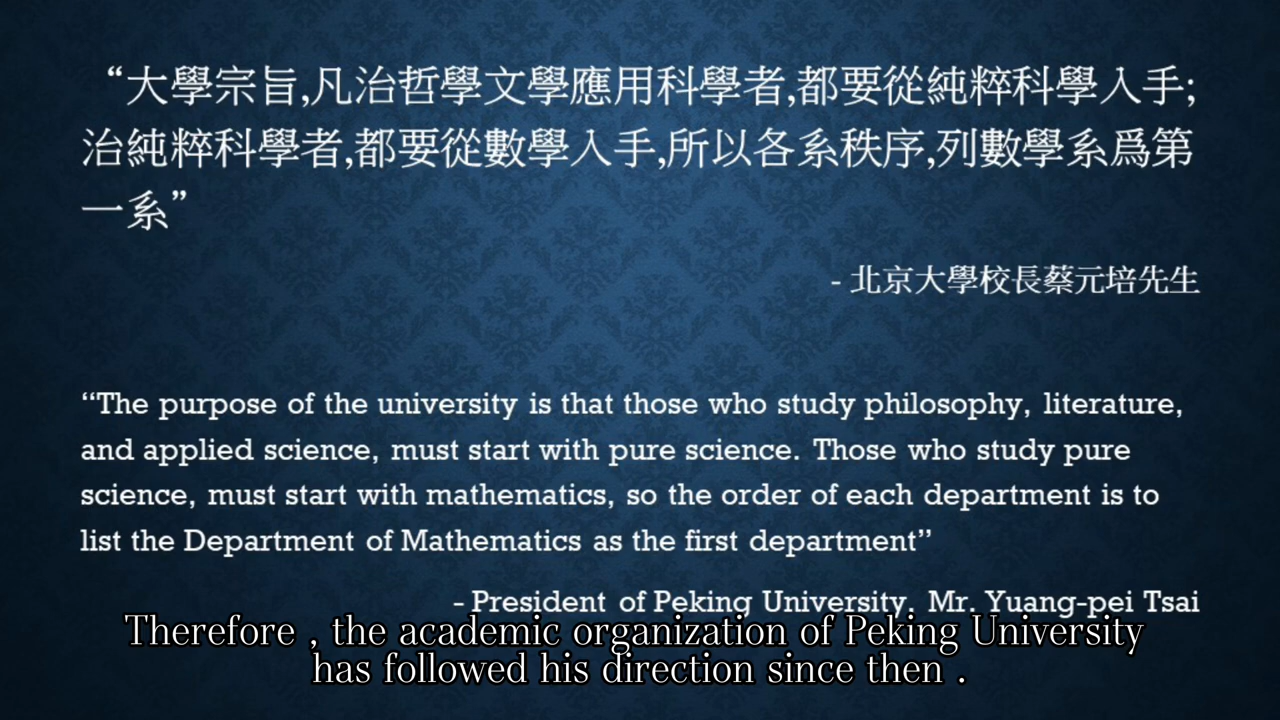 “大學宗旨,凡治哲學文學應用科學者,都要從純粹科學入手;
治純粹科學者,都要從數學入手,所以各系秩序,列數學系爲第
一系”
- 北京大學校長蔡元培先生
“The purpose of the university is that those who study philosophy, literature,
and applied science, must start with pure science. Those who study pure
science, must start with mathematics, so the order of each department is to
list the Department of Mathematics as the first department”
- President of Peking University, Mr. Yuang-pei Tsai
Therefore , the academic organization of Peking University
has followed his direction since then .